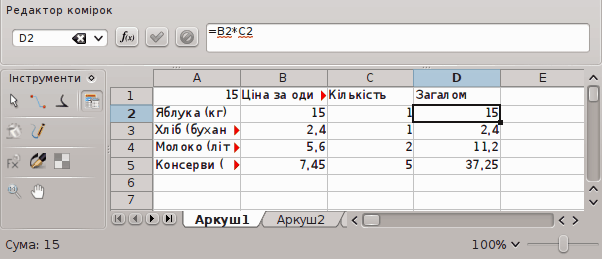 Редактор комірок
D2 f(x) =B2*C2
Інструменти
A B C D E
1 15 Ціна за оди Кількість Загалом
2 Яблука (кг) 15 1 15
3 Хліб (бухан 2,4 1 2,4
4 Молоко (літ 5,6 2 11,2
5 Консерви ( 7,45 5 37,25
6
7
Аркуш1 Аркуш2
Сума: 15 100%